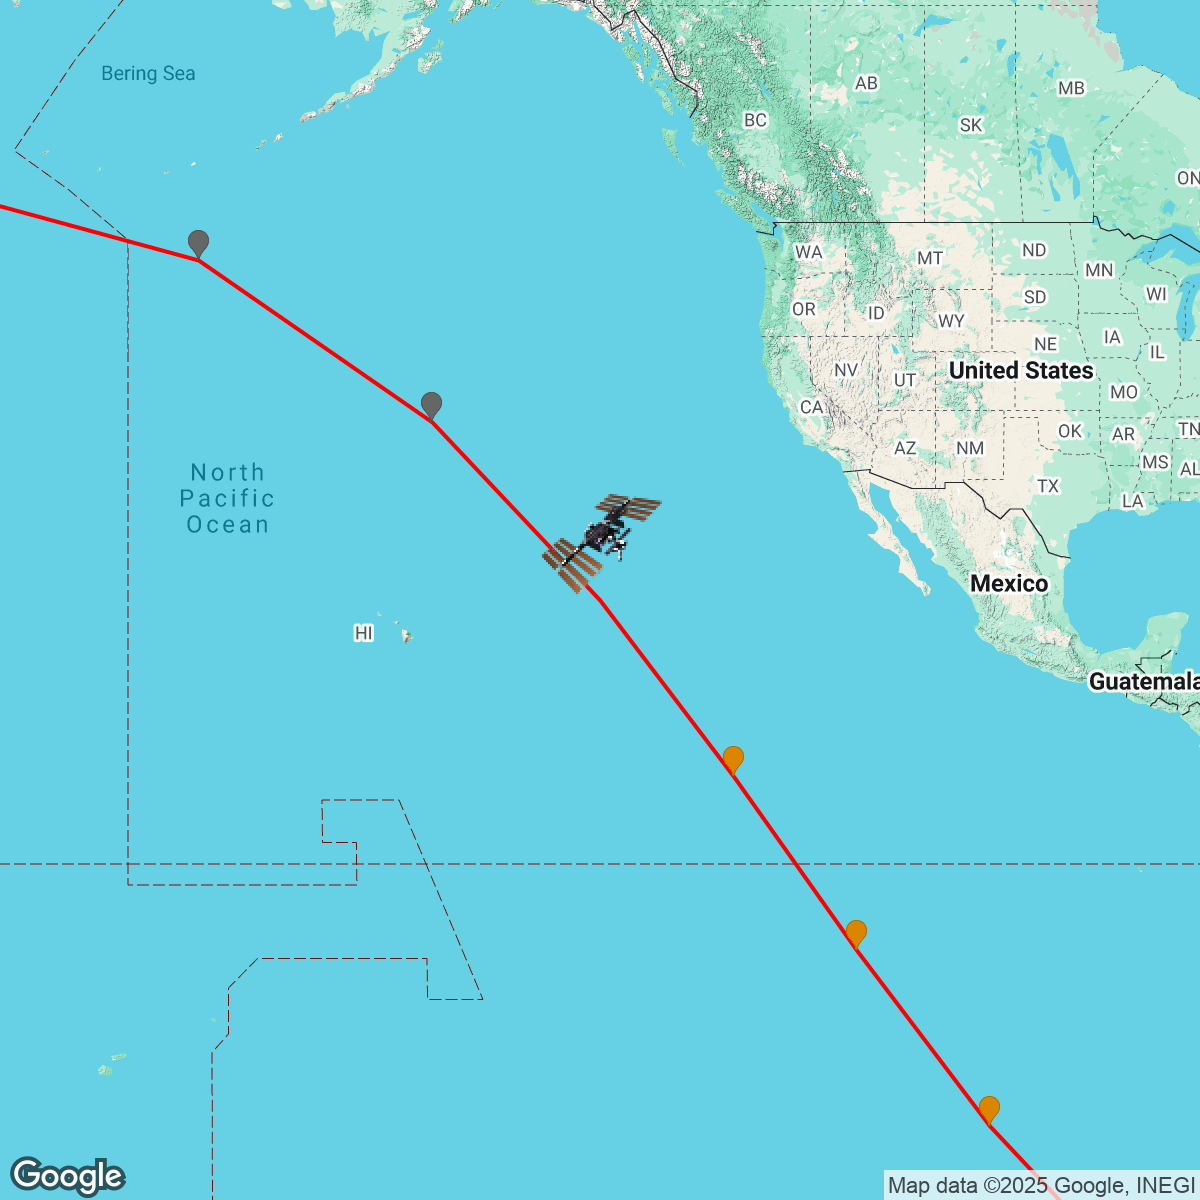 Bering Sea
AB
MB
BC
SK
ON
WA
MT
ND
MN
OR
ID
SD
WI
WY
NE
IA
IL
NV
UT
United States
MO
CA
OK
AR
TN
AZ
NM
MS
AL
TX
LA
North
Pacific
Ocean
Mexico
HI
Guatemala
Google
Map data ©2025 Google, INEGI